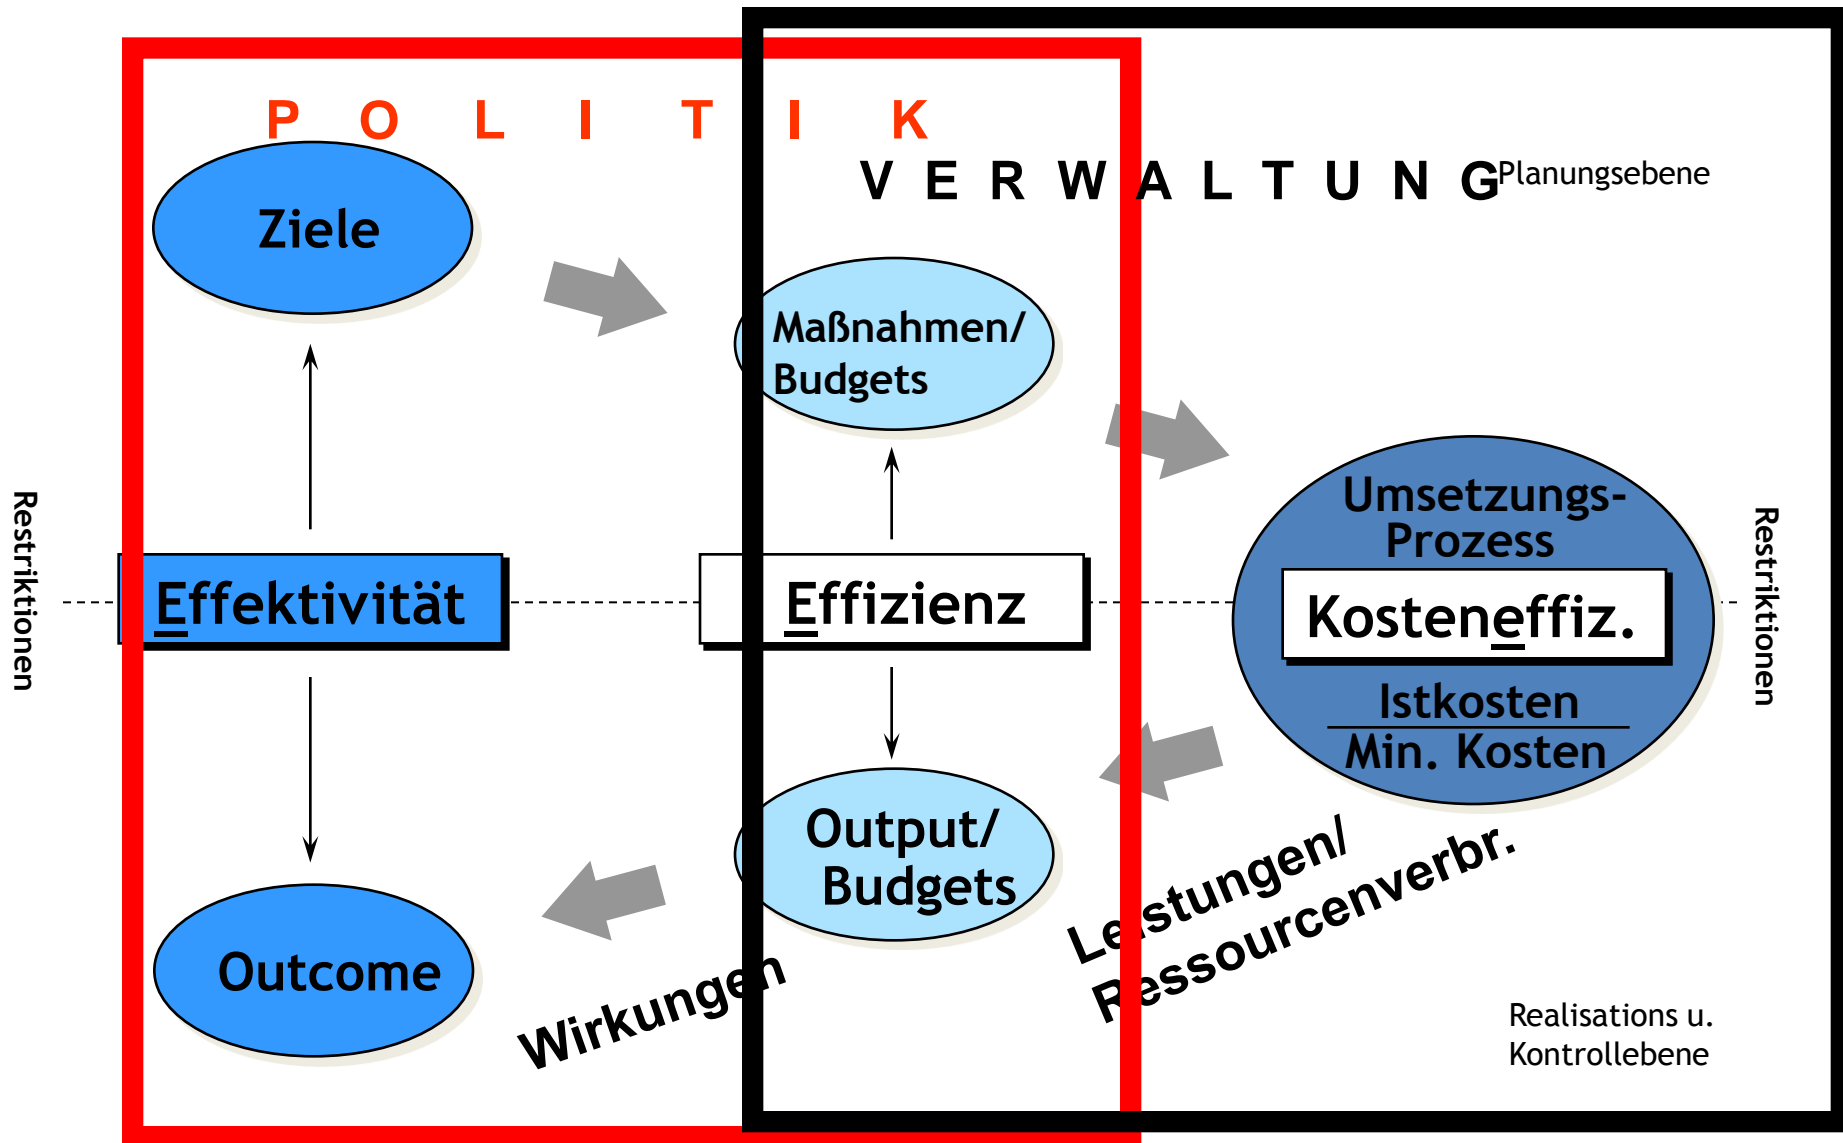 P O L I T I K
V E R W A L T U N G
Planungsebene
Ziele
Maßnahmen/
Budgets
Umsetzungs-
Prozess
Restriktionen
Effektivität
Effizienz
Kosteneffiz.
Restriktionen
Istkosten
Min. Kosten
Output/
Budgets
Leistungen/
Ressourcenverbr.
Outcome
Wirkungen
Realisations u.
Kontrollebene